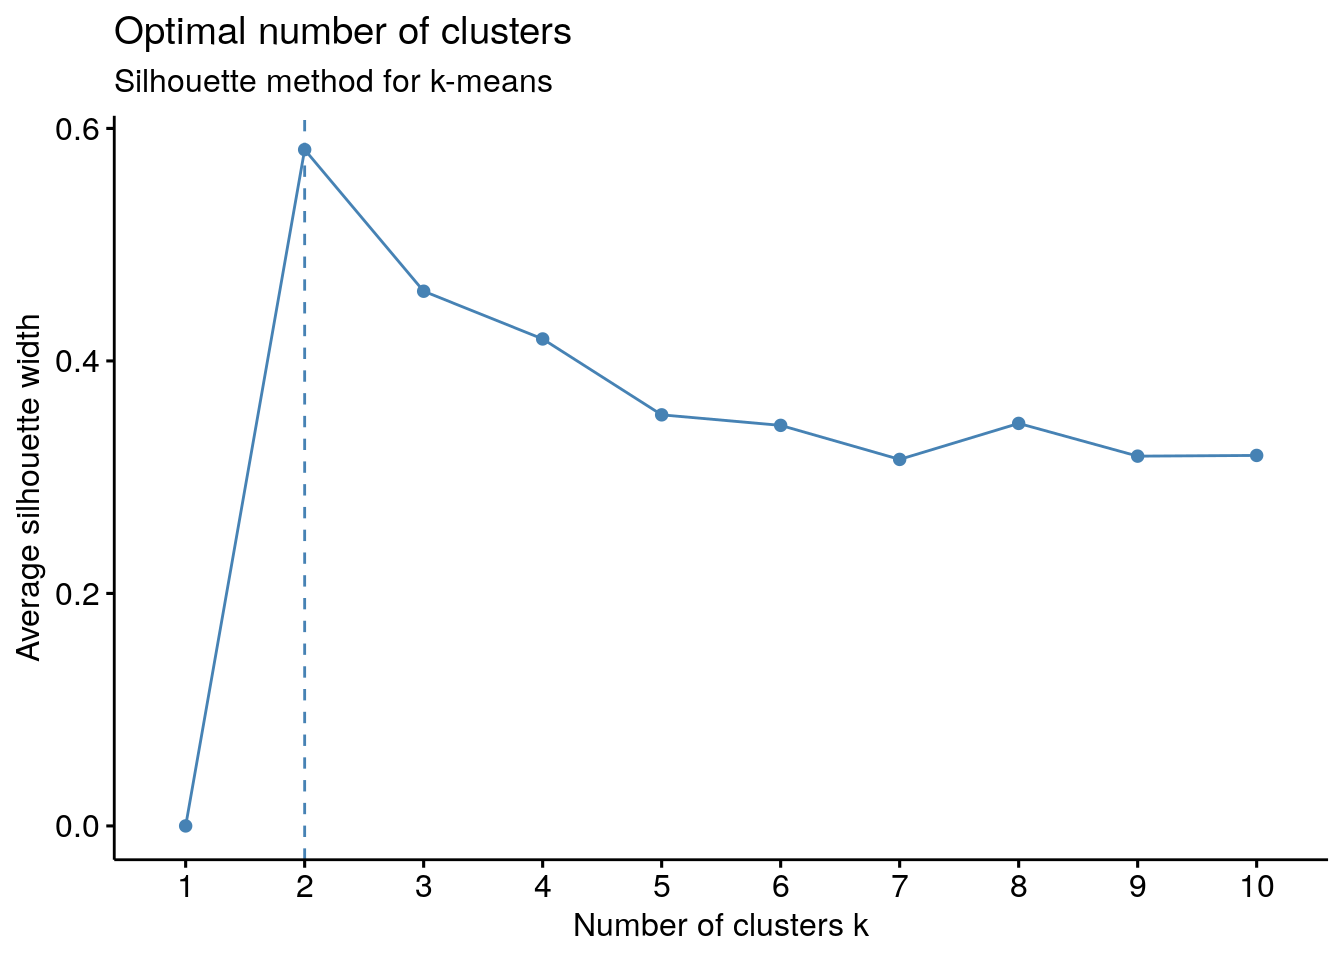 Optimal number of clusters
Silhouette method for k-means
Average silhouette width
0.6
0.4
0.2
0.0
1 2 3 4 5 6 7 8 9 10
Number of clusters k